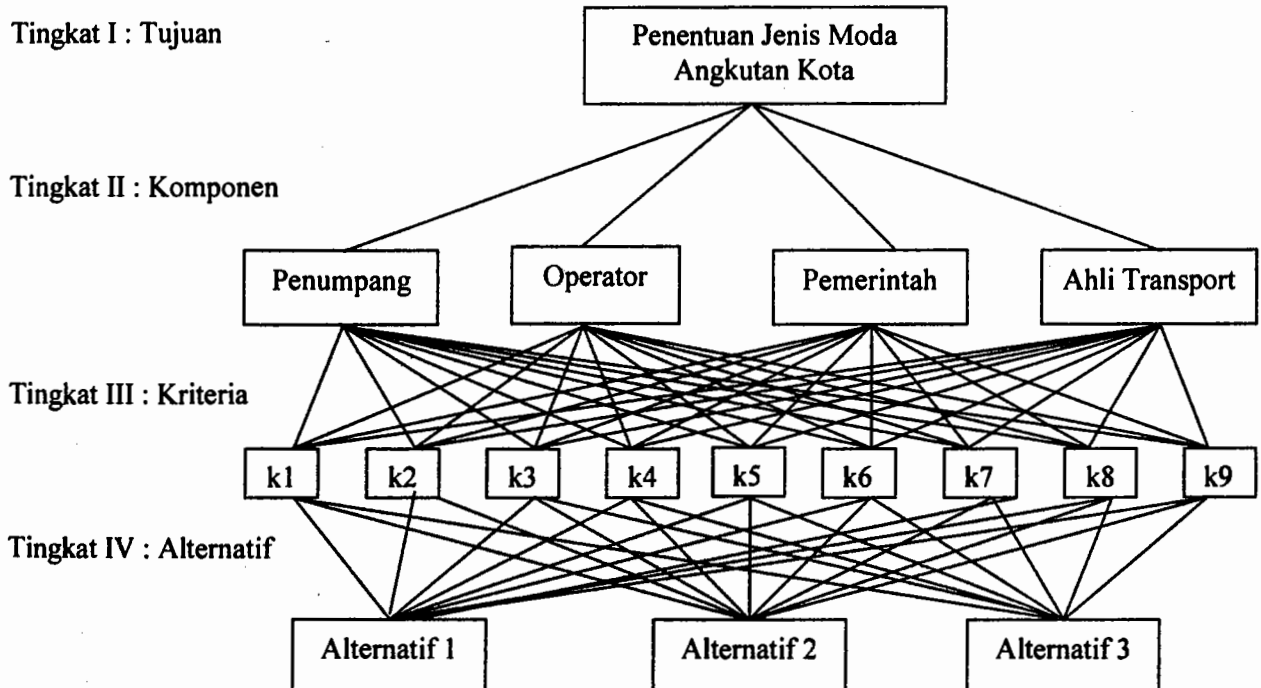 Tingkat I : Tujuan
Penentuan Jenis Moda
Angkutan Kota
Tingkat II : Komponen
Penumpang
Operator
Pemerintah
Ahli Transport
Tingkat III : Kriteria
k1
k2
k3
k4
k5
k6
k7
k8
k9
Tingkat IV : Alternatif
Alternatif 1
Alternatif 2
Alternatif 3